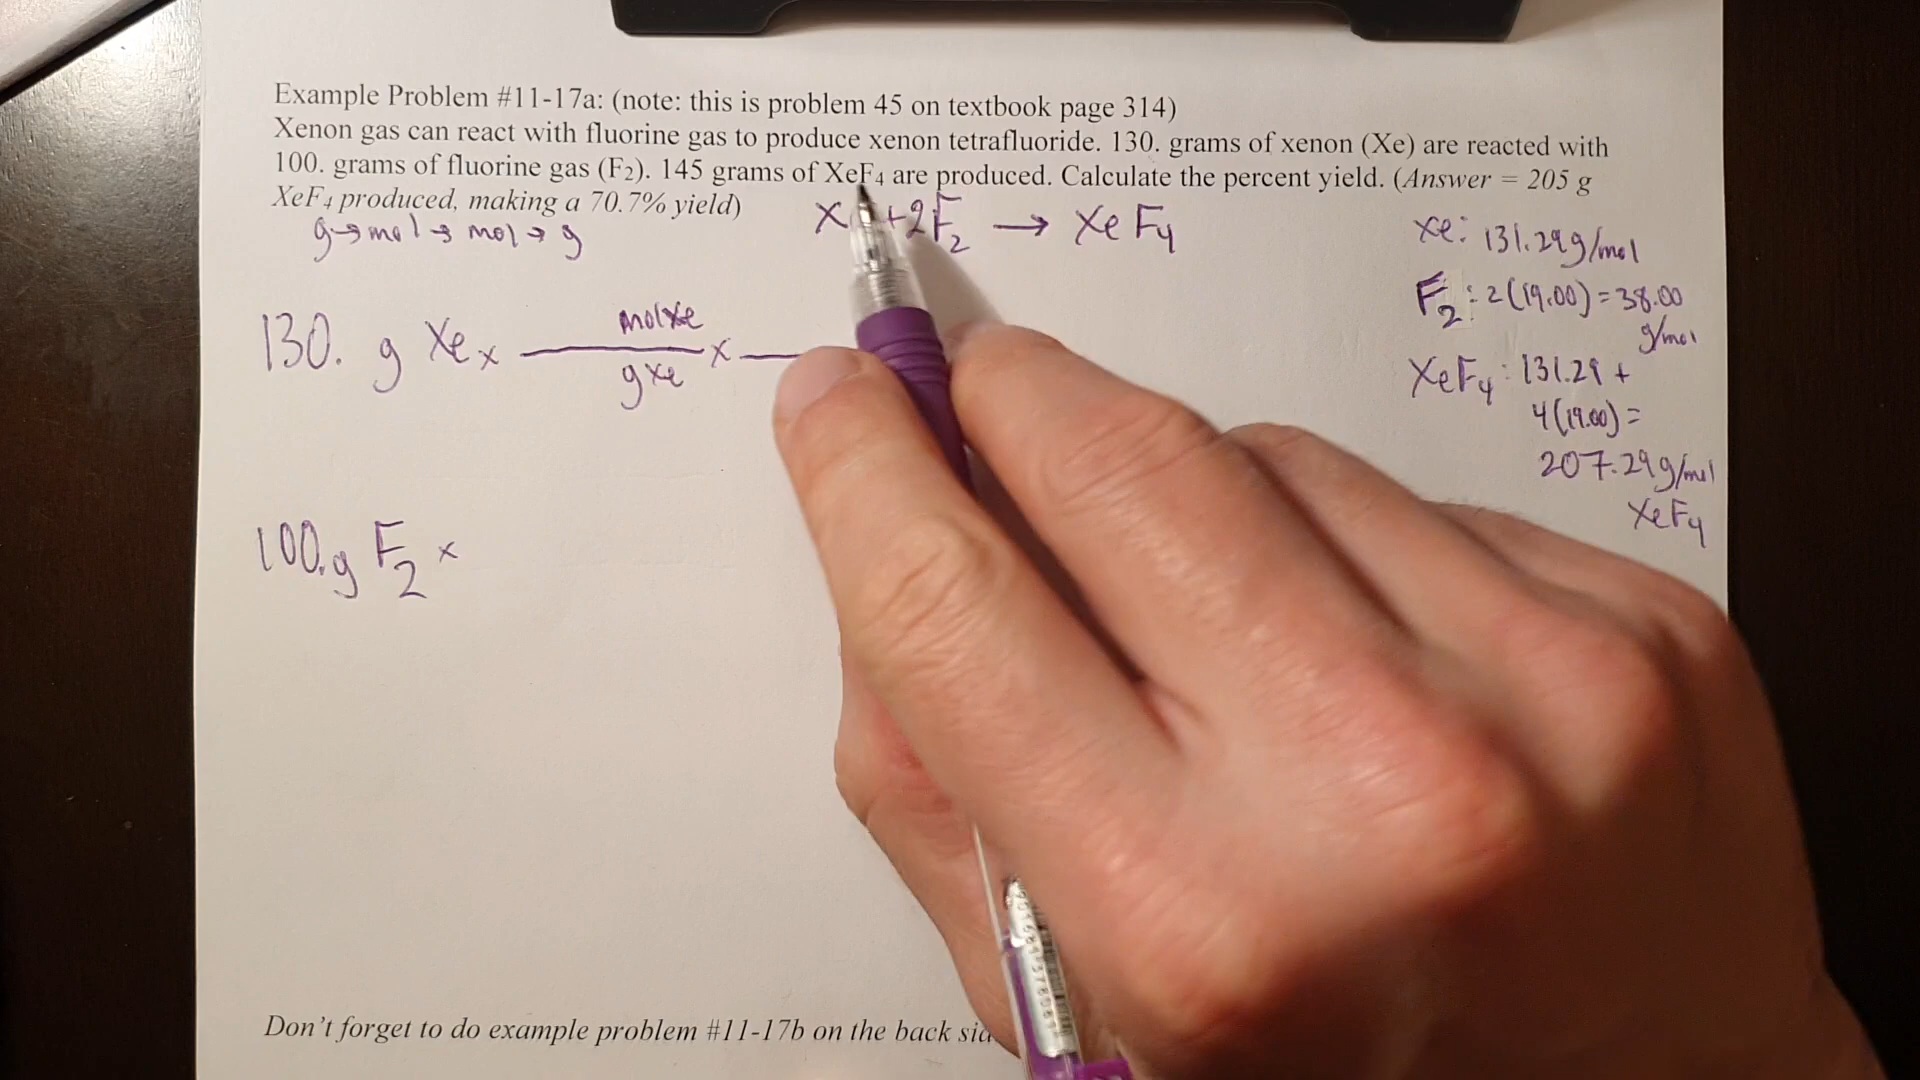 Example Problem #11-17a: (note: this is problem 45 on textbook page 314)
Xenon gas can react with fluorine gas to produce xenon tetrafluoride. 130. grams of xenon (Xe) are reacted with
100. grams of fluorine gas (F₂). 145 grams of XeF₄ are produced. Calculate the percent yield. (Answer = 205 g
XeF₄ produced, making a 70.7% yield)
g→mol→mol→g
X +2F₂ → XeF₄
Xe: 131.29g/mol
F₂: 2(19.00)=38.00
g/mol
XeF₄: 131.29 +
4(19.00)=
207.29g/mol
XeF₄
130. g Xe x molXe
gXe x
100.g F₂ x
Don't forget to do example problem #11-17b on the back